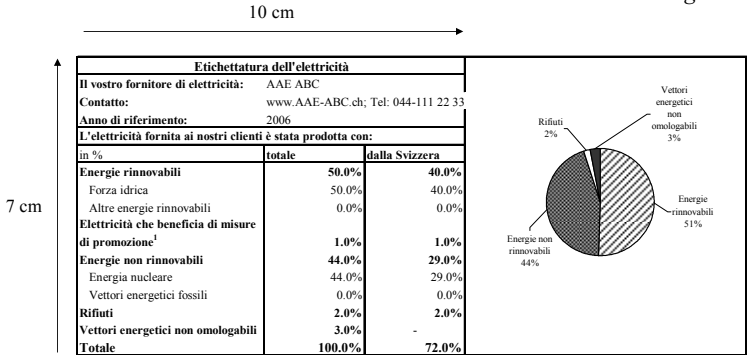 10 cm
7 cm
Etichettatura dell'elettricità
Il vostro fornitore di elettricità: AAE ABC
Contatto: www.AAE-ABC.ch; Tel: 044-111 22 33
Anno di riferimento: 2006
L'elettricità fornita ai nostri clienti è stata prodotta con:
in % totale dalla Svizzera
Energie rinnovabili 50.0% 40.0%
Forza idrica 50.0% 40.0%
Altre energie rinnovabili 0.0% 0.0%
Elettricità che beneficia di misure
di promozione¹ 1.0% 1.0%
Energie non rinnovabili 44.0% 29.0%
Energia nucleare 44.0% 29.0%
Vettori energetici fossili 0.0% 0.0%
Rifiuti 2.0% 2.0%
Vettori energetici non omologabili 3.0% -
Totale 100.0% 72.0%
Vettori
energetici
non
omologabili
3%
Rifiuti
2%
Energie
rinnovabili
51%
Energie non
rinnovabili
44%